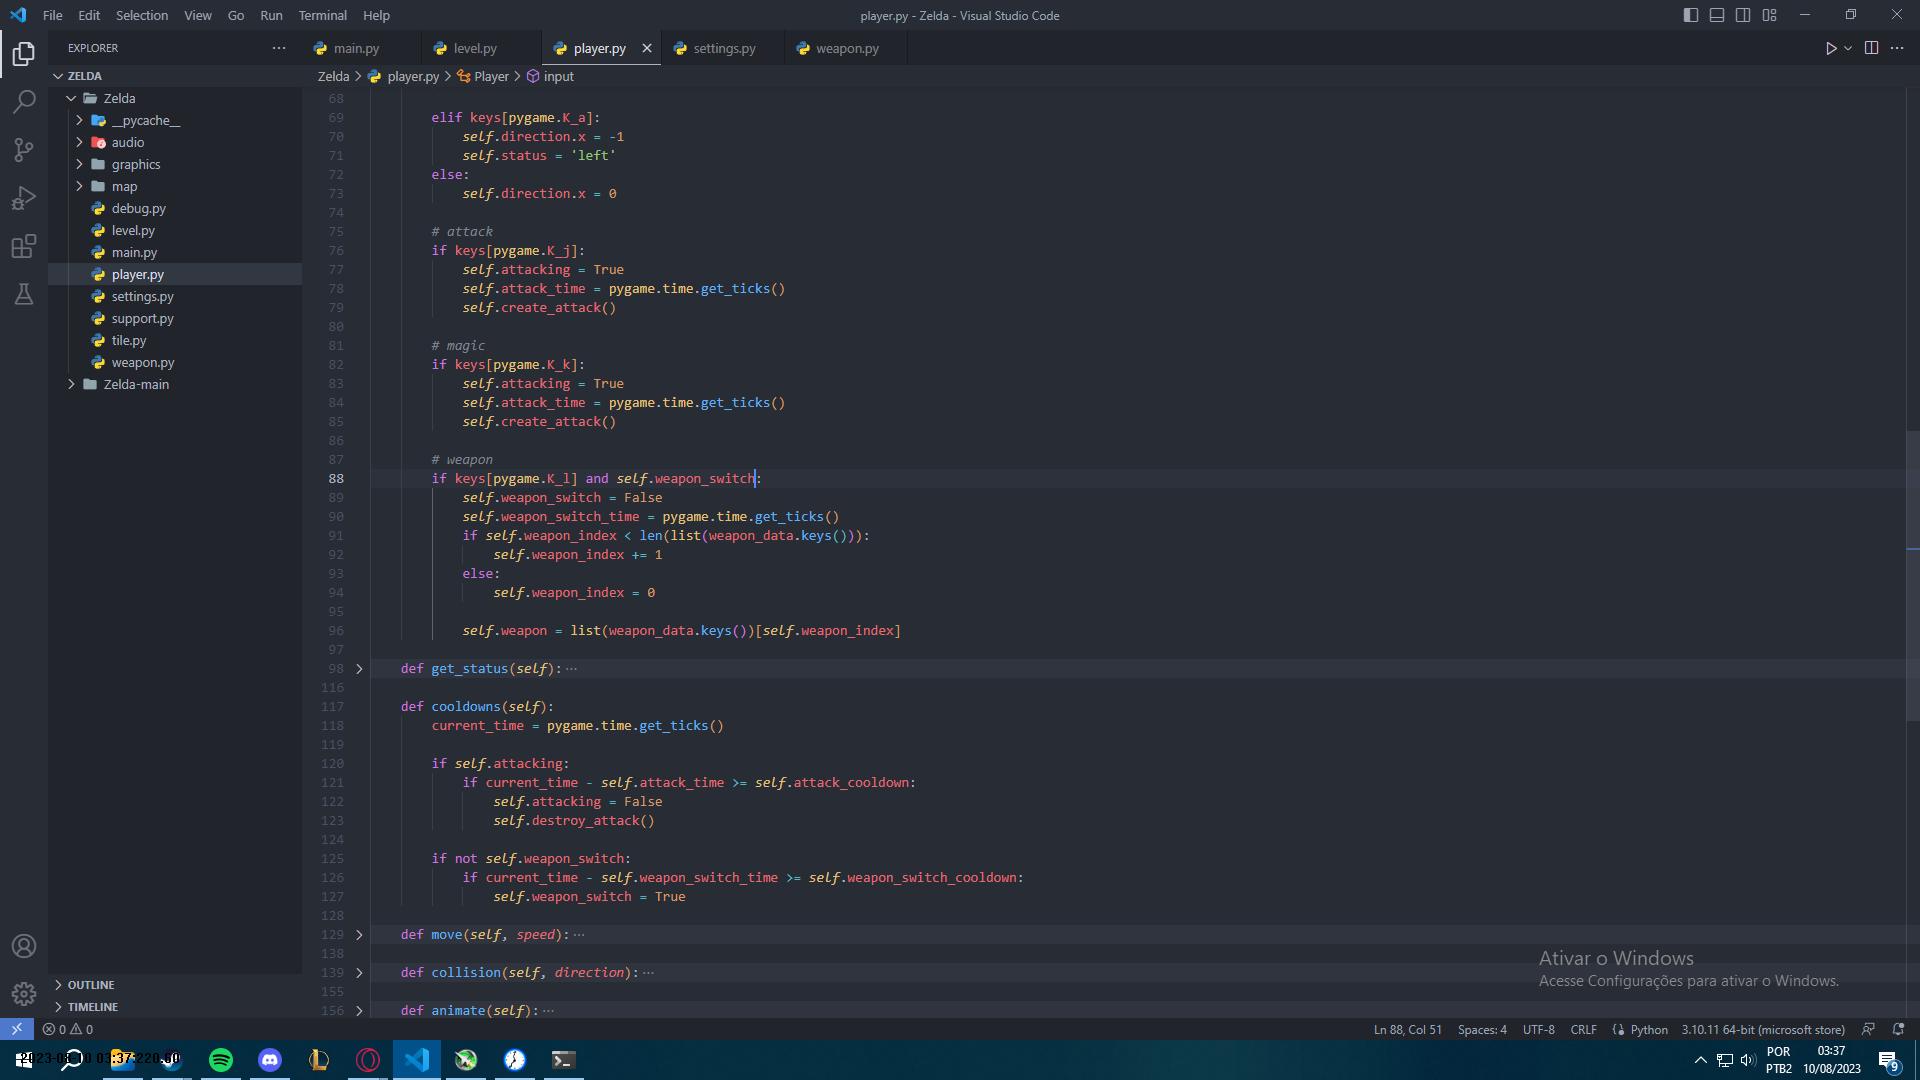 File Edit Selection View Go Run Terminal Help
player.py - Zelda - Visual Studio Code
EXPLORER
main.py level.py player.py settings.py weapon.py
ZELDA
Zelda > player.py > Player > input
Zelda
__pycache__
audio
graphics
map
debug.py
level.py
main.py
player.py
settings.py
support.py
tile.py
weapon.py
Zelda-main
OUTLINE
TIMELINE
68
69 elif keys[pygame.K_a]:
70 self.direction.x = -1
71 self.status = 'left'
72 else:
73 self.direction.x = 0
74
75 # attack
76 if keys[pygame.K_j]:
77 self.attacking = True
78 self.attack_time = pygame.time.get_ticks()
79 self.create_attack()
80
81 # magic
82 if keys[pygame.K_k]:
83 self.attacking = True
84 self.attack_time = pygame.time.get_ticks()
85 self.create_attack()
86
87 # weapon
88 if keys[pygame.K_l] and self.weapon_switch:
89 self.weapon_switch = False
90 self.weapon_switch_time = pygame.time.get_ticks()
91 if self.weapon_index < len(list(weapon_data.keys())):
92 self.weapon_index += 1
93 else:
94 self.weapon_index = 0
95
96 self.weapon = list(weapon_data.keys())[self.weapon_index]
97
98 def get_status(self): ···
116
117 def cooldowns(self):
118 current_time = pygame.time.get_ticks()
119
120 if self.attacking:
121 if current_time - self.attack_time >= self.attack_cooldown:
122 self.attacking = False
123 self.destroy_attack()
124
125 if not self.weapon_switch:
126 if current_time - self.weapon_switch_time >= self.weapon_switch_cooldown:
127 self.weapon_switch = True
128
129 def move(self, speed): ···
138
139 def collision(self, direction): ···
155
156 def animate(self): ···
Ativar o Windows
Acesse Configurações para ativar o Windows.
0 0
Ln 88, Col 51 Spaces: 4 UTF-8 CRLF Python 3.10.11 64-bit (microsoft store)
POR
PTB2
03:37
10/08/2023
9